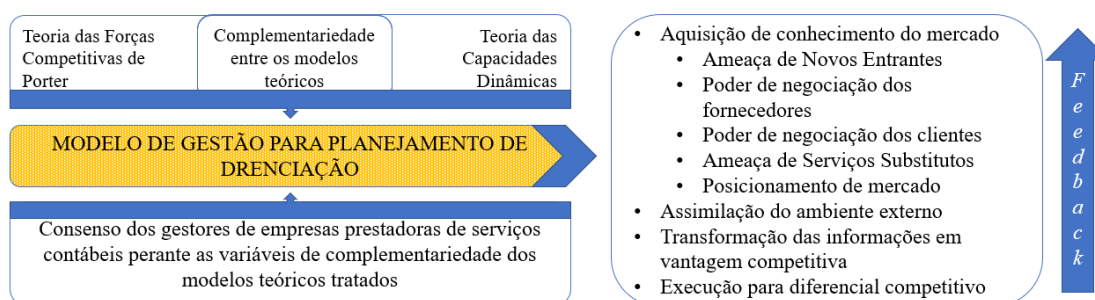 Teoria das Forças
Competitivas de
Porter
Complementariedade
entre os modelos
teóricos
Teoria das
Capacidades
Dinâmicas
MODELO DE GESTÃO PARA PLANEJAMENTO DE
DRENCIAÇÃO
Consenso dos gestores de empresas prestadoras de serviços
contábeis perante as variáveis de complementariedade dos
modelos teóricos tratados
• Aquisição de conhecimento do mercado
• Ameaça de Novos Entrantes
• Poder de negociação dos
fornecedores
• Poder de negociação dos clientes
• Ameaça de Serviços Substitutos
• Posicionamento de mercado
• Assimilação do ambiente externo
• Transformação das informações em
vantagem competitiva
• Execução para diferencial competitivo
Feedback